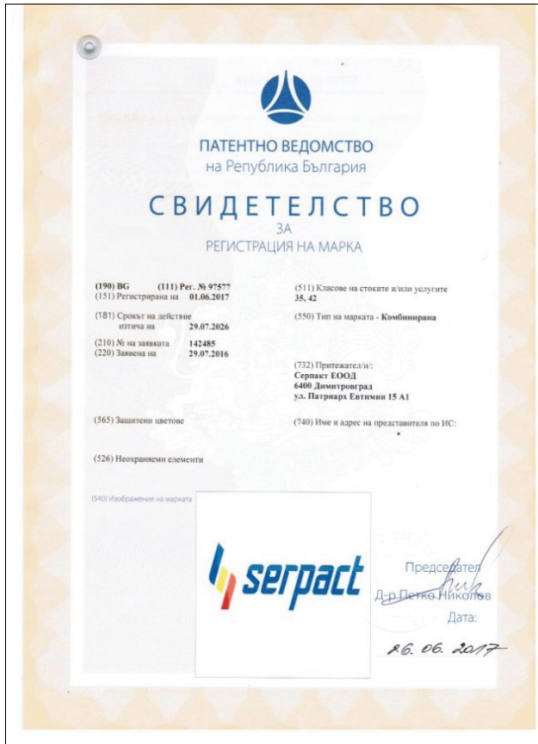 ПАТЕНТНО ВЕДОМСТВО
на Република България
СВИДЕТЕЛСТВО
ЗА
РЕГИСТРАЦИЯ НА МАРКА
(190) BG (111) Рег. № 97577
(151) Регистрирана на 01.06.2017
(181) Срокът на действие
изтича на 29.07.2026
(210) № на заявката 142485
(220) Заявена на 29.07.2016
(511) Класове на стоките и/или услугите
35, 42
(550) Тип на марката - Комбинирана
(732) Притежател/и/:
Серпакт ЕООД
6400 Димитровград
ул. Патриарх Евтимии 15 А1
(565) Защитени цветове
(740) Име и адрес на представителя по ИС:
(526) Неохраняеми елементи
(540) Изображение на марката
serpact
Председател
Д-р Петко Николов
Дата:
26.06.2017